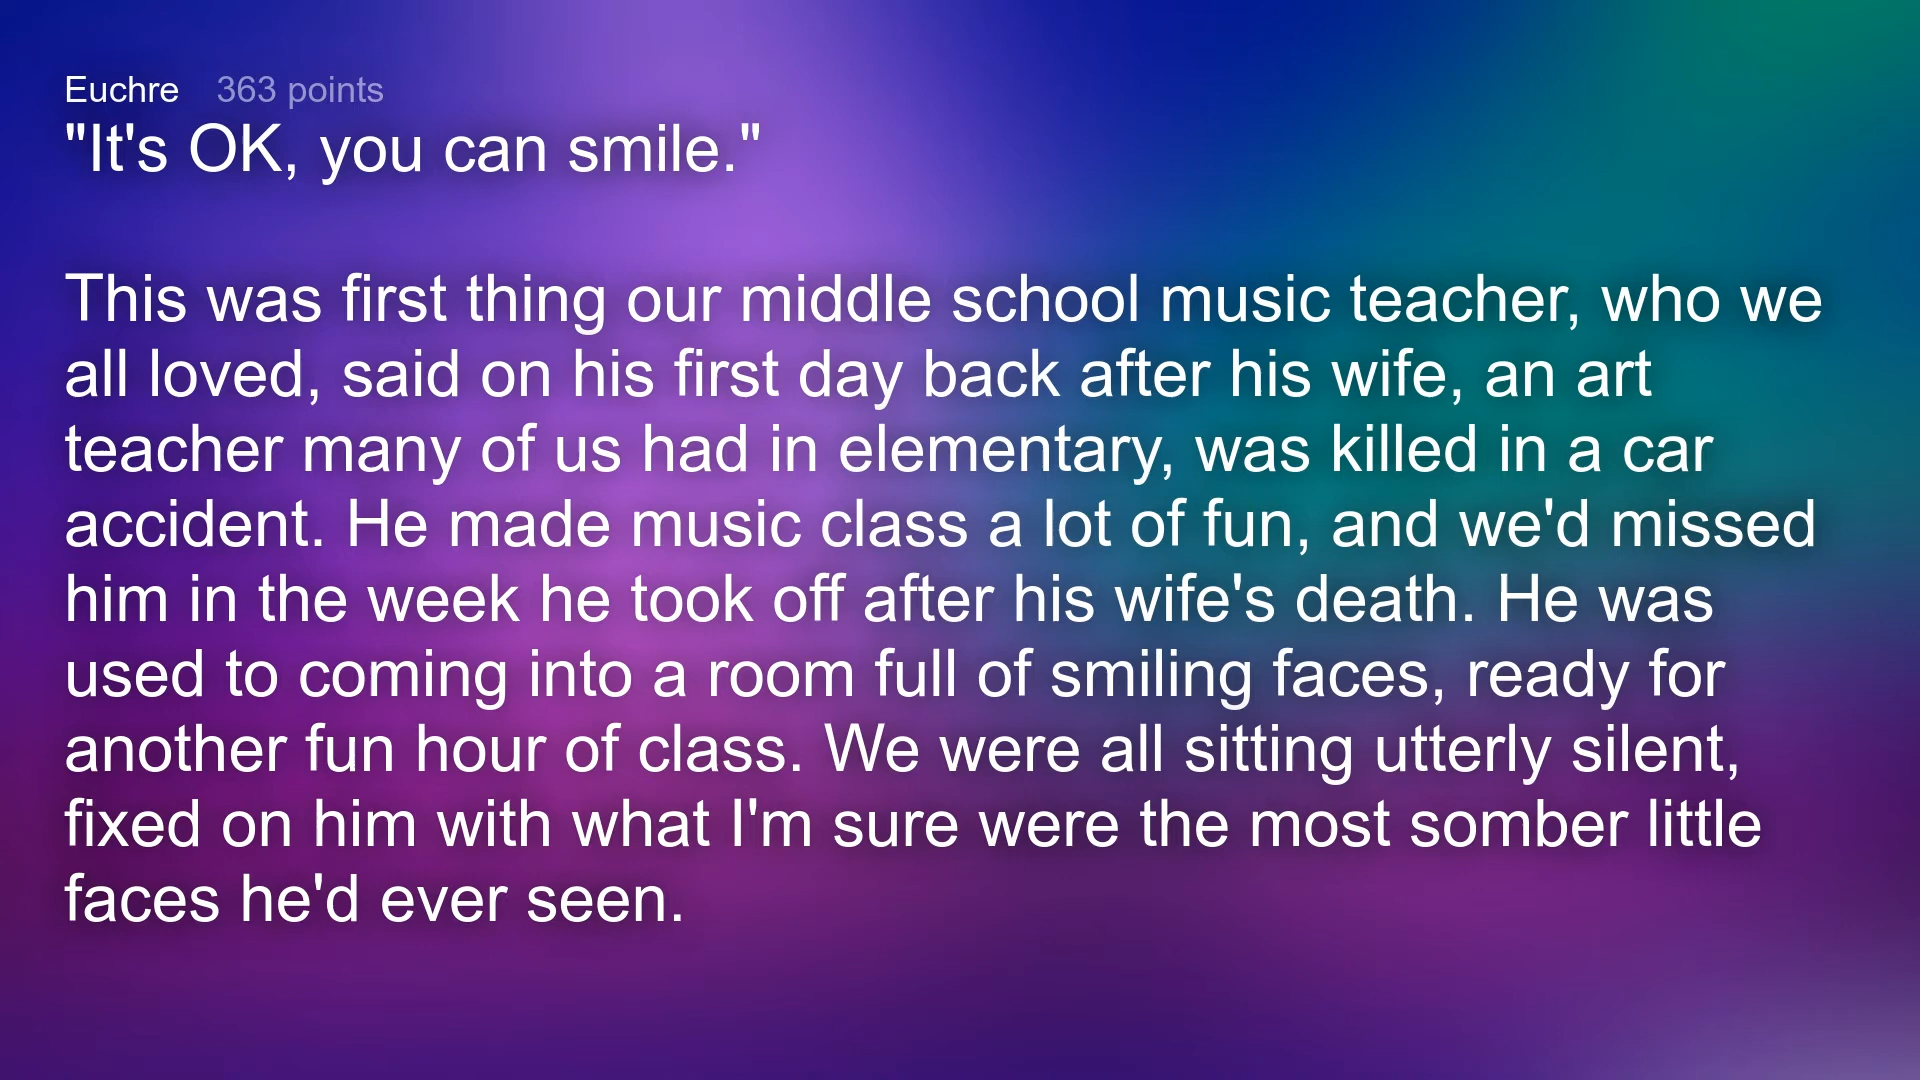 Euchre 363 points
"It's OK, you can smile."
This was first thing our middle school music teacher, who we
all loved, said on his first day back after his wife, an art
teacher many of us had in elementary, was killed in a car
accident. He made music class a lot of fun, and we'd missed
him in the week he took off after his wife's death. He was
used to coming into a room full of smiling faces, ready for
another fun hour of class. We were all sitting utterly silent,
fixed on him with what I'm sure were the most somber little
faces he'd ever seen.